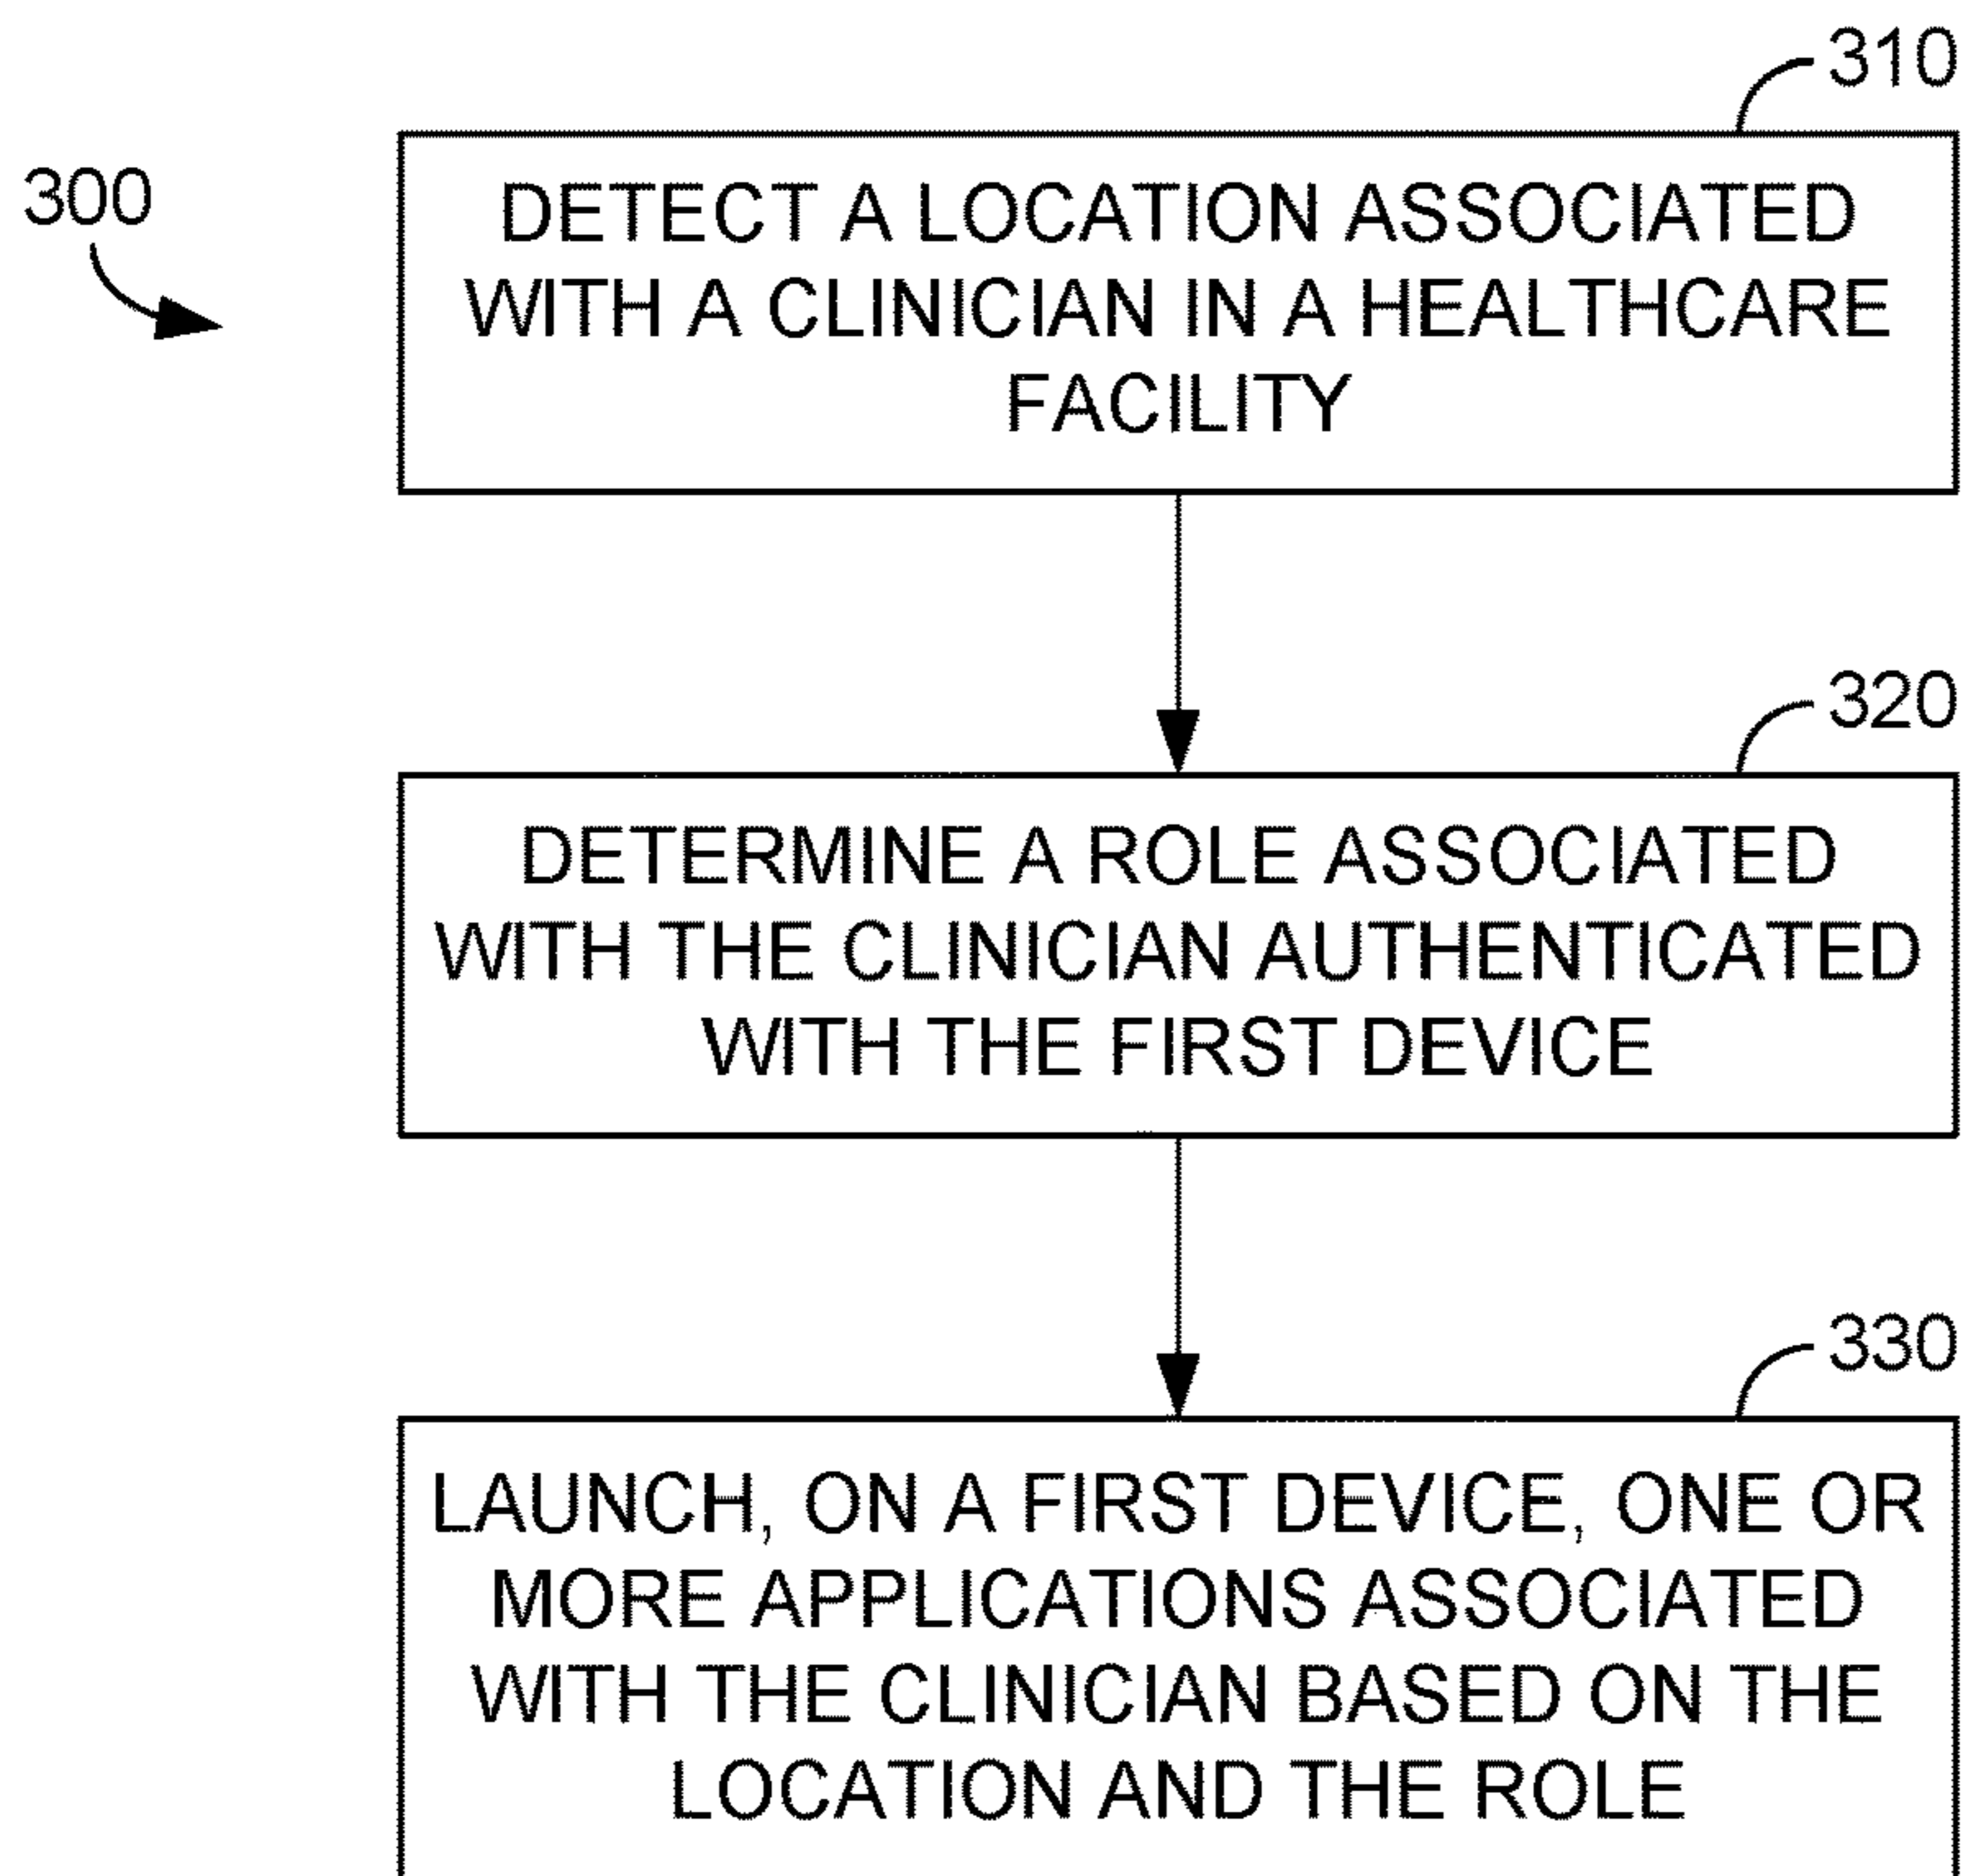 310
300
DETECT A LOCATION ASSOCIATED
WITH A CLINICIAN IN A HEALTHCARE
FACILITY
320
DETERMINE A ROLE ASSOCIATED
WITH THE CLINICIAN AUTHENTICATED
WITH THE FIRST DEVICE
330
LAUNCH, ON A FIRST DEVICE, ONE OR
MORE APPLICATIONS ASSOCIATED
WITH THE CLINICIAN BASED ON THE
LOCATION AND THE ROLE